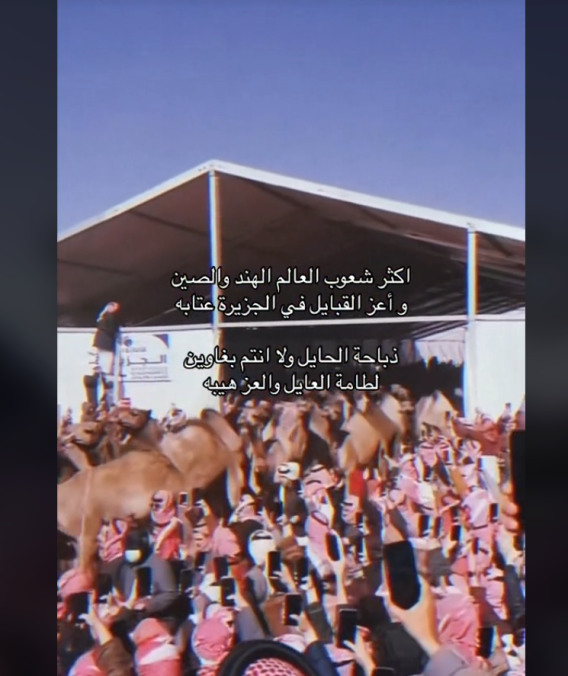 اكثر شعوب العالم الهند والصين
و أعز القبايل في الجزيرة عتابه
ذباحة الحايل ولا انتم بغاوين
لطامة العايل والعز هيبه